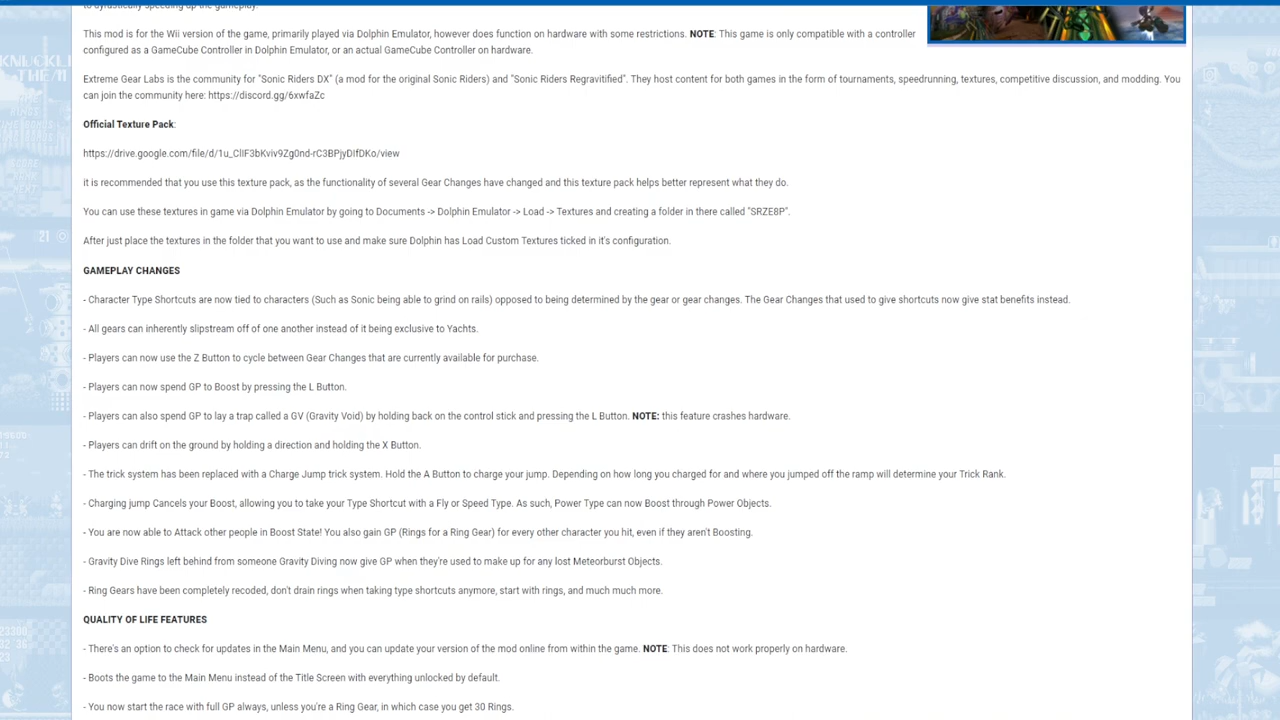 to dynastically speeding up the gameplay.
This mod is for the Wii version of the game, primarily played via Dolphin Emulator, however does function on hardware with some restrictions. NOTE: This game is only compatible with a controller
configured as a GameCube Controller in Dolphin Emulator, or an actual GameCube Controller on hardware.
Extreme Gear Labs is the community for "Sonic Riders DX" (a mod for the original Sonic Riders) and "Sonic Riders Regravitified". They host content for both games in the form of tournaments, speedrunning, textures, competitive discussion, and modding. You
can join the community here: https://discord.gg/6xwfaZc
Official Texture Pack:
https://drive.google.com/file/d/1u_ClIF3bKviv9Zg0nd-rC3BPjyDIfDKo/view
it is recommended that you use this texture pack, as the functionality of several Gear Changes have changed and this texture pack helps better represent what they do.
You can use these textures in game via Dolphin Emulator by going to Documents -> Dolphin Emulator -> Load -> Textures and creating a folder in there called "SRZE8P".
After just place the textures in the folder that you want to use and make sure Dolphin has Load Custom Textures ticked in it's configuration.
GAMEPLAY CHANGES
- Character Type Shortcuts are now tied to characters (Such as Sonic being able to grind on rails) opposed to being determined by the gear or gear changes. The Gear Changes that used to give shortcuts now give stat benefits instead.
- All gears can inherently slipstream off of one another instead of it being exclusive to Yachts.
- Players can now use the Z Button to cycle between Gear Changes that are currently available for purchase.
- Players can now spend GP to Boost by pressing the L Button.
- Players can also spend GP to lay a trap called a GV (Gravity Void) by holding back on the control stick and pressing the L Button. NOTE: this feature crashes hardware.
- Players can drift on the ground by holding a direction and holding the X Button.
- The trick system has been replaced with a Charge Jump trick system. Hold the A Button to charge your jump. Depending on how long you charged for and where you jumped off the ramp will determine your Trick Rank.
- Charging jump Cancels your Boost, allowing you to take your Type Shortcut with a Fly or Speed Type. As such, Power Type can now Boost through Power Objects.
- You are now able to Attack other people in Boost State! You also gain GP (Rings for a Ring Gear) for every other character you hit, even if they aren't Boosting.
- Gravity Dive Rings left behind from someone Gravity Diving now give GP when they're used to make up for any lost Meteorburst Objects.
- Ring Gears have been completely recoded, don't drain rings when taking type shortcuts anymore, start with rings, and much much more.
QUALITY OF LIFE FEATURES
- There's an option to check for updates in the Main Menu, and you can update your version of the mod online from within the game. NOTE: This does not work properly on hardware.
- Boots the game to the Main Menu instead of the Title Screen with everything unlocked by default.
- You now start the race with full GP always, unless you're a Ring Gear, in which case you get 30 Rings.